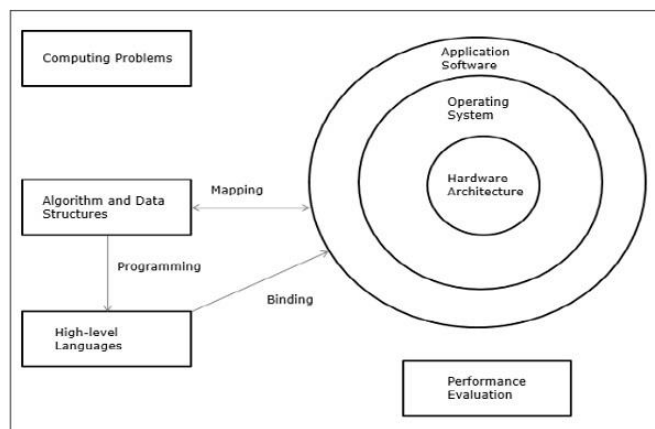 Computing Problems
Application
Software
Operating
System
Hardware
Architecture
Algorithm and Data
Structures
Mapping
Programming
Binding
High-level
Languages
Performance
Evaluation